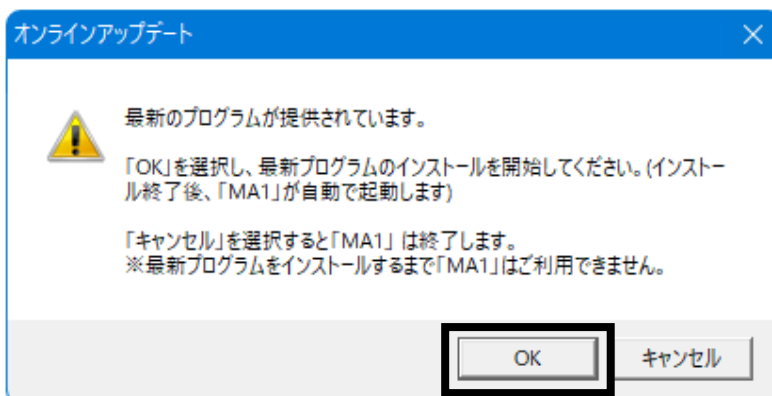 オンラインアップデート
最新のプログラムが提供されています。
「OK」を選択し、最新プログラムのインストールを開始してください。(インストー
ル終了後、「MA1」が自動で起動します)
「キャンセル」を選択すると「MA1」 は終了します。
※最新プログラムをインストールするまで「MA1」はご利用できません。
OK キャンセル